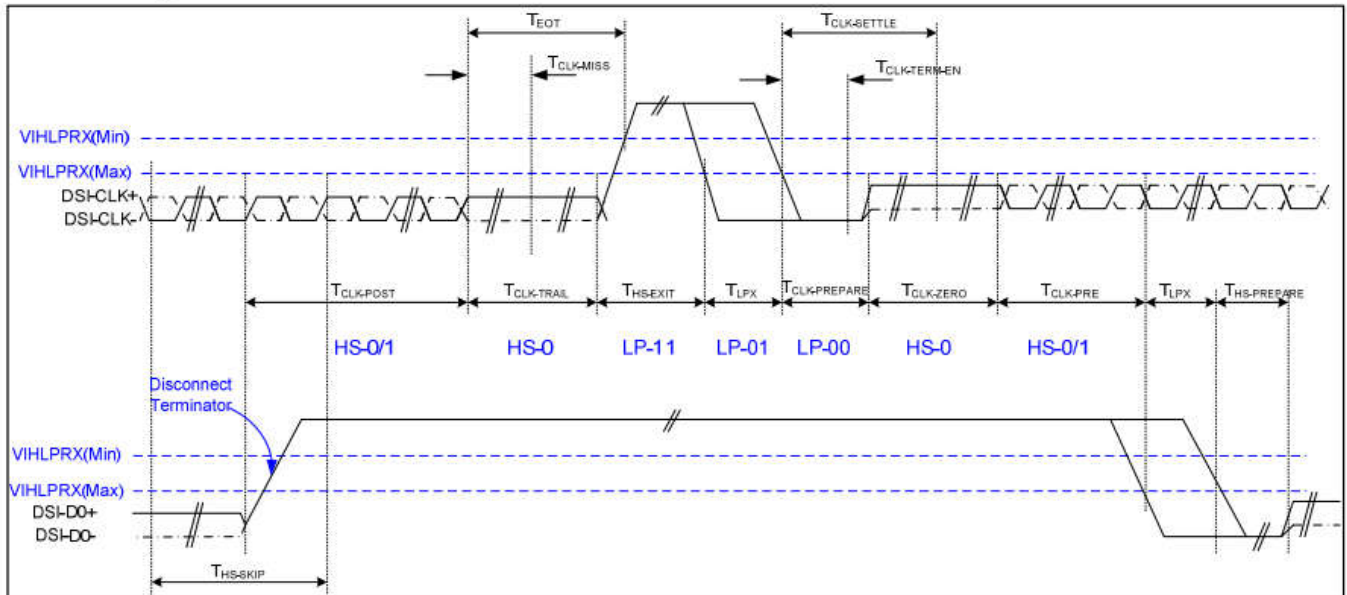 TEOT
TCLK-SETTLE
TCLK-MISS
TCLK-TERM-EN
VIHLPRX(Min)
VIHLPRX(Max)
DSI-CLK+
DSI-CLK-
TCLK-POST
TCLK-TRAIL
THS-EXIT
TLPX
TCLK-PREPARE
TCLK-ZERO
TCLK-PRE
TLPX
THS-PREPARE
HS-0/1
HS-0
LP-11
LP-01
LP-00
HS-0
HS-0/1
Disconnect
Terminator
VIHLPRX(Min)
VIHLPRX(Max)
DSI-D0+
DSI-D0-
THS-SKIP